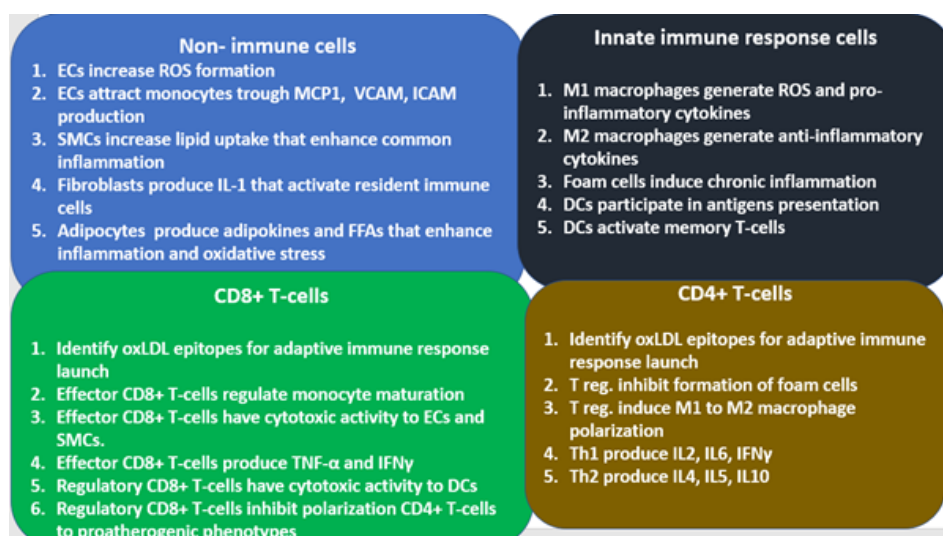 Non- immune cells
1. ECs increase ROS formation
2. ECs attract monocytes trough MCP1, VCAM, ICAM
production
3. SMCs increase lipid uptake that enhance common
inflammation
4. Fibroblasts produce IL-1 that activate resident immune
cells
5. Adipocytes produce adipokines and FFAs that enhance
inflammation and oxidative stress
Innate immune response cells
1. M1 macrophages generate ROS and pro-
inflammatory cytokines
2. M2 macrophages generate anti-inflammatory
cytokines
3. Foam cells induce chronic inflammation
4. DCs participate in antigens presentation
5. DCs activate memory T-cells
CD8+ T-cells
1. Identify oxLDL epitopes for adaptive immune response
launch
2. Effector CD8+ T-cells regulate monocyte maturation
3. Effector CD8+ T-cells have cytotoxic activity to ECs and
SMCs.
4. Effector CD8+ T-cells produce TNF-α and IFNγ
5. Regulatory CD8+ T-cells have cytotoxic activity to DCs
6. Regulatory CD8+ T-cells inhibit polarization CD4+ T-cells
to proatherogenic phenotypes
CD4+ T-cells
1. Identify oxLDL epitopes for adaptive immune
response launch
2. T reg. inhibit formation of foam cells
3. T reg. induce M1 to M2 macrophage
polarization
4. Th1 produce IL2, IL6, IFNγ
5. Th2 produce IL4, IL5, IL10